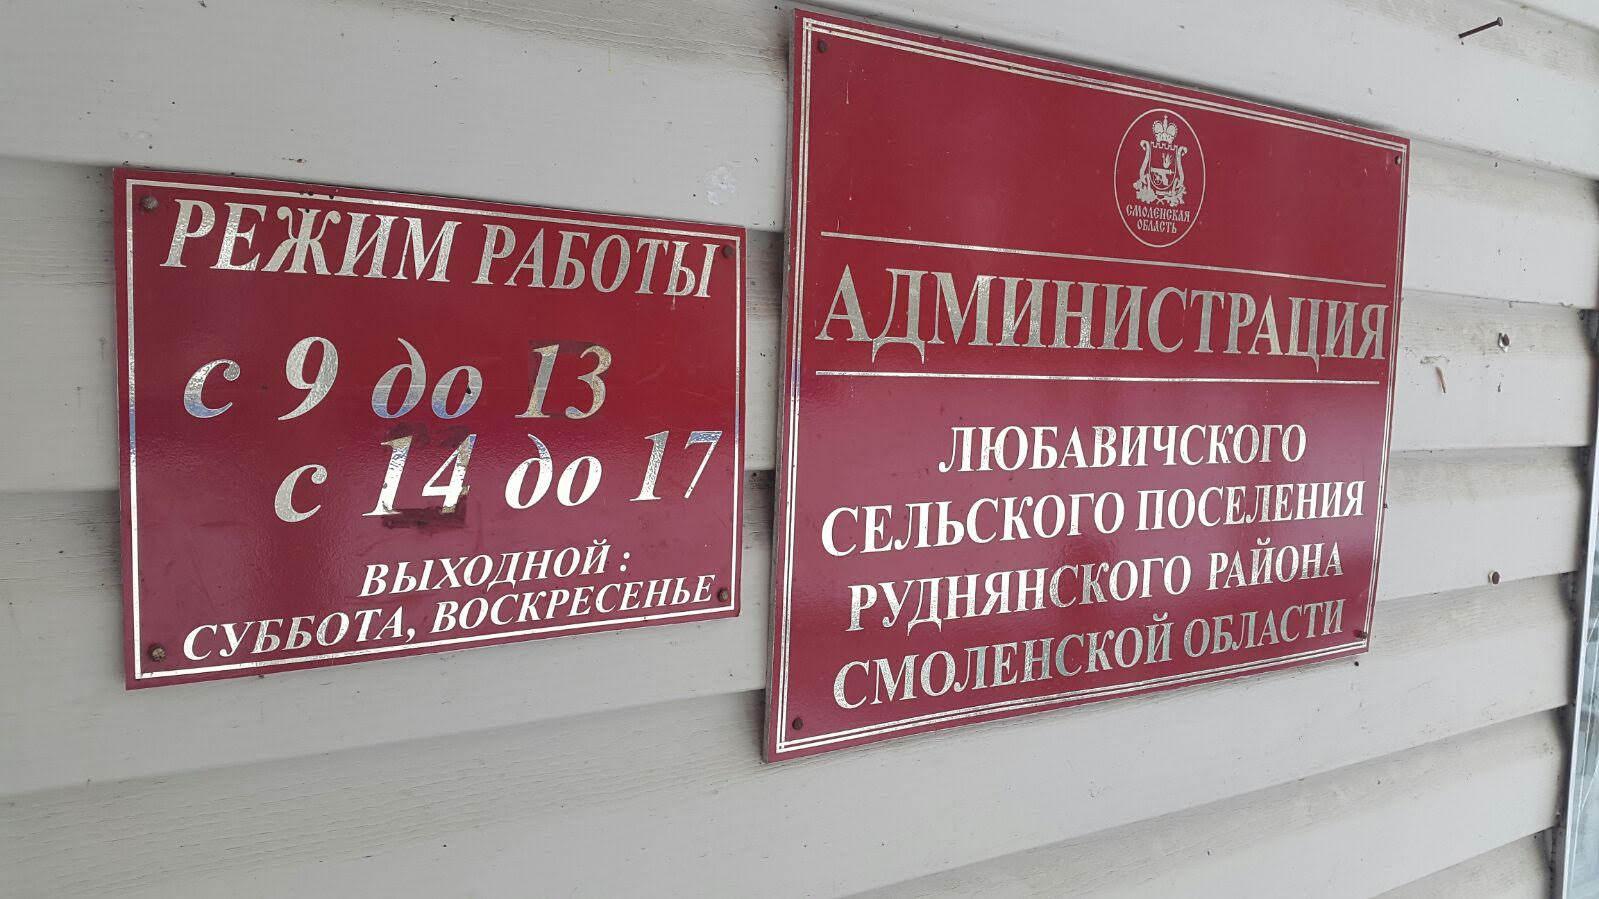 РЕЖИМ РАБОТЫ
с 9 до 13
с 14 до 17
ВЫХОДНОЙ :
СУББОТА, ВОСКРЕСЕНЬЕ
СМОЛЕНСКАЯ
ОБЛАСТЬ
АДМИНИСТРАЦИЯ
ЛЮБАВИЧСКОГО
СЕЛЬСКОГО ПОСЕЛЕНИЯ
РУДНЯНСКОГО РАЙОНА
СМОЛЕНСКОЙ ОБЛАСТИ